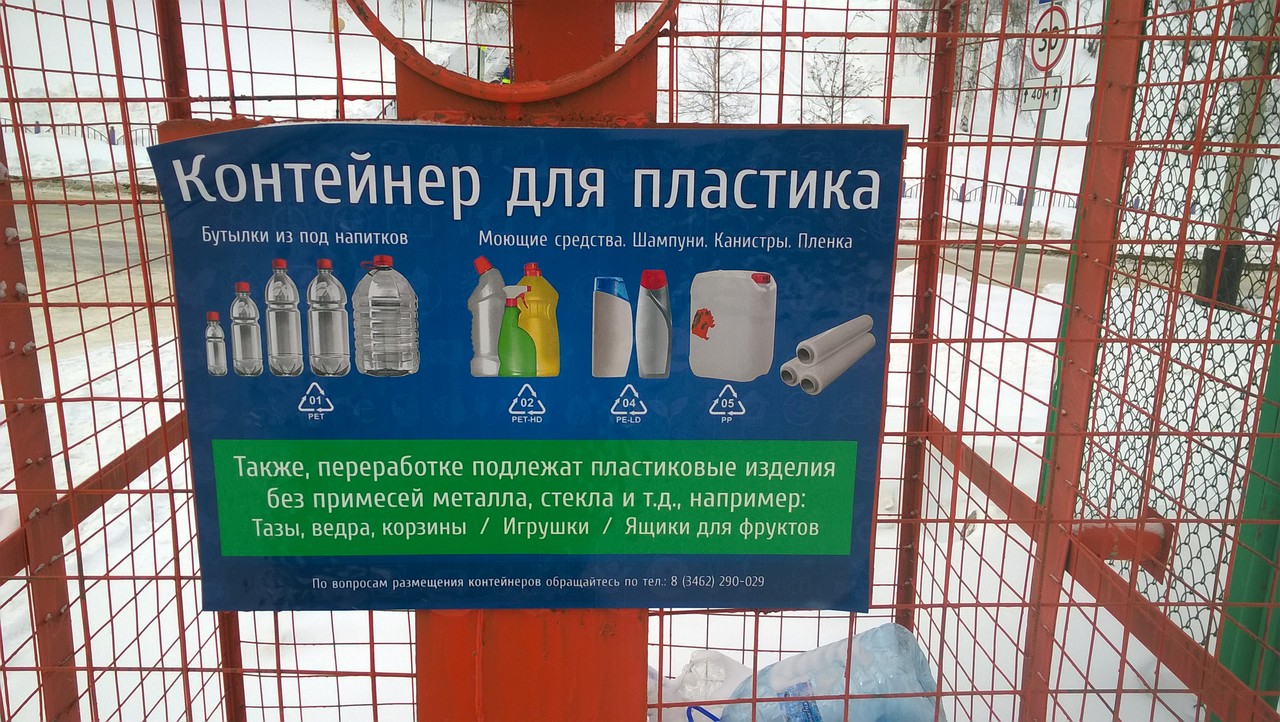 Контейнер для пластика
Бутылки из под напитков
Моющие средства. Шампуни. Канистры. Пленка
01
PET
02
PET-HD
04
PE-LD
05
PP
Также, переработке подлежат пластиковые изделия
без примесей металла, стекла и т.д., например:
Тазы, ведра, корзины / Игрушки / Ящики для фруктов
По вопросам размещения контейнеров обращайтесь по тел.: 8 (3462) 290-029